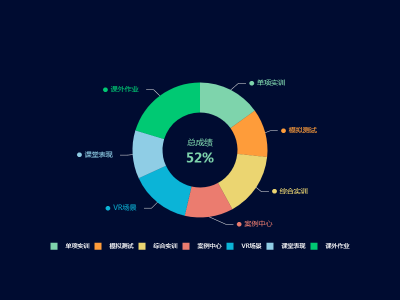 课外作业
单项实训
模拟测试
总成绩
52%
课堂表现
综合实训
VR场景
案例中心
单项实训 模拟测试 综合实训 案例中心 VR场景 课堂表现 课外作业